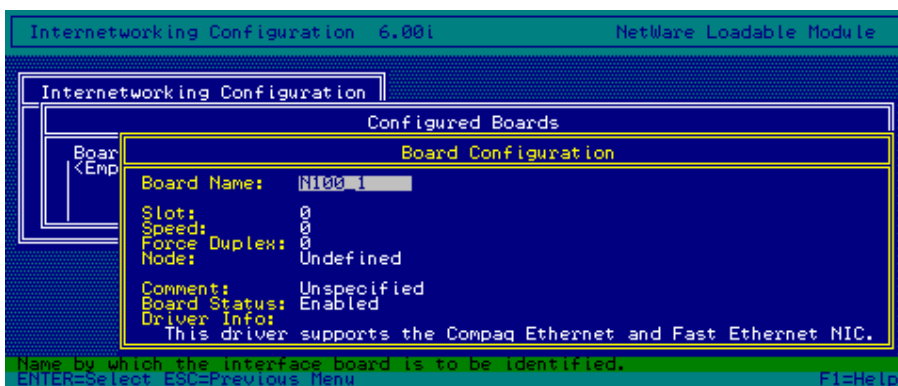 Internetworking Configuration 6.00i NetWare Loadable Module
Internetworking Configuration
Configured Boards
Boar
Board Configuration
<Emp
Board Name: N100_1
Slot: 0
Speed: 0
Force Duplex: 0
Node: Undefined
Comment: Unspecified
Board Status: Enabled
Driver Info:
This driver supports the Compaq Ethernet and Fast Ethernet NIC.
Name by which the interface board is to be identified.
ENTER=Select ESC=Previous Menu F1=Help